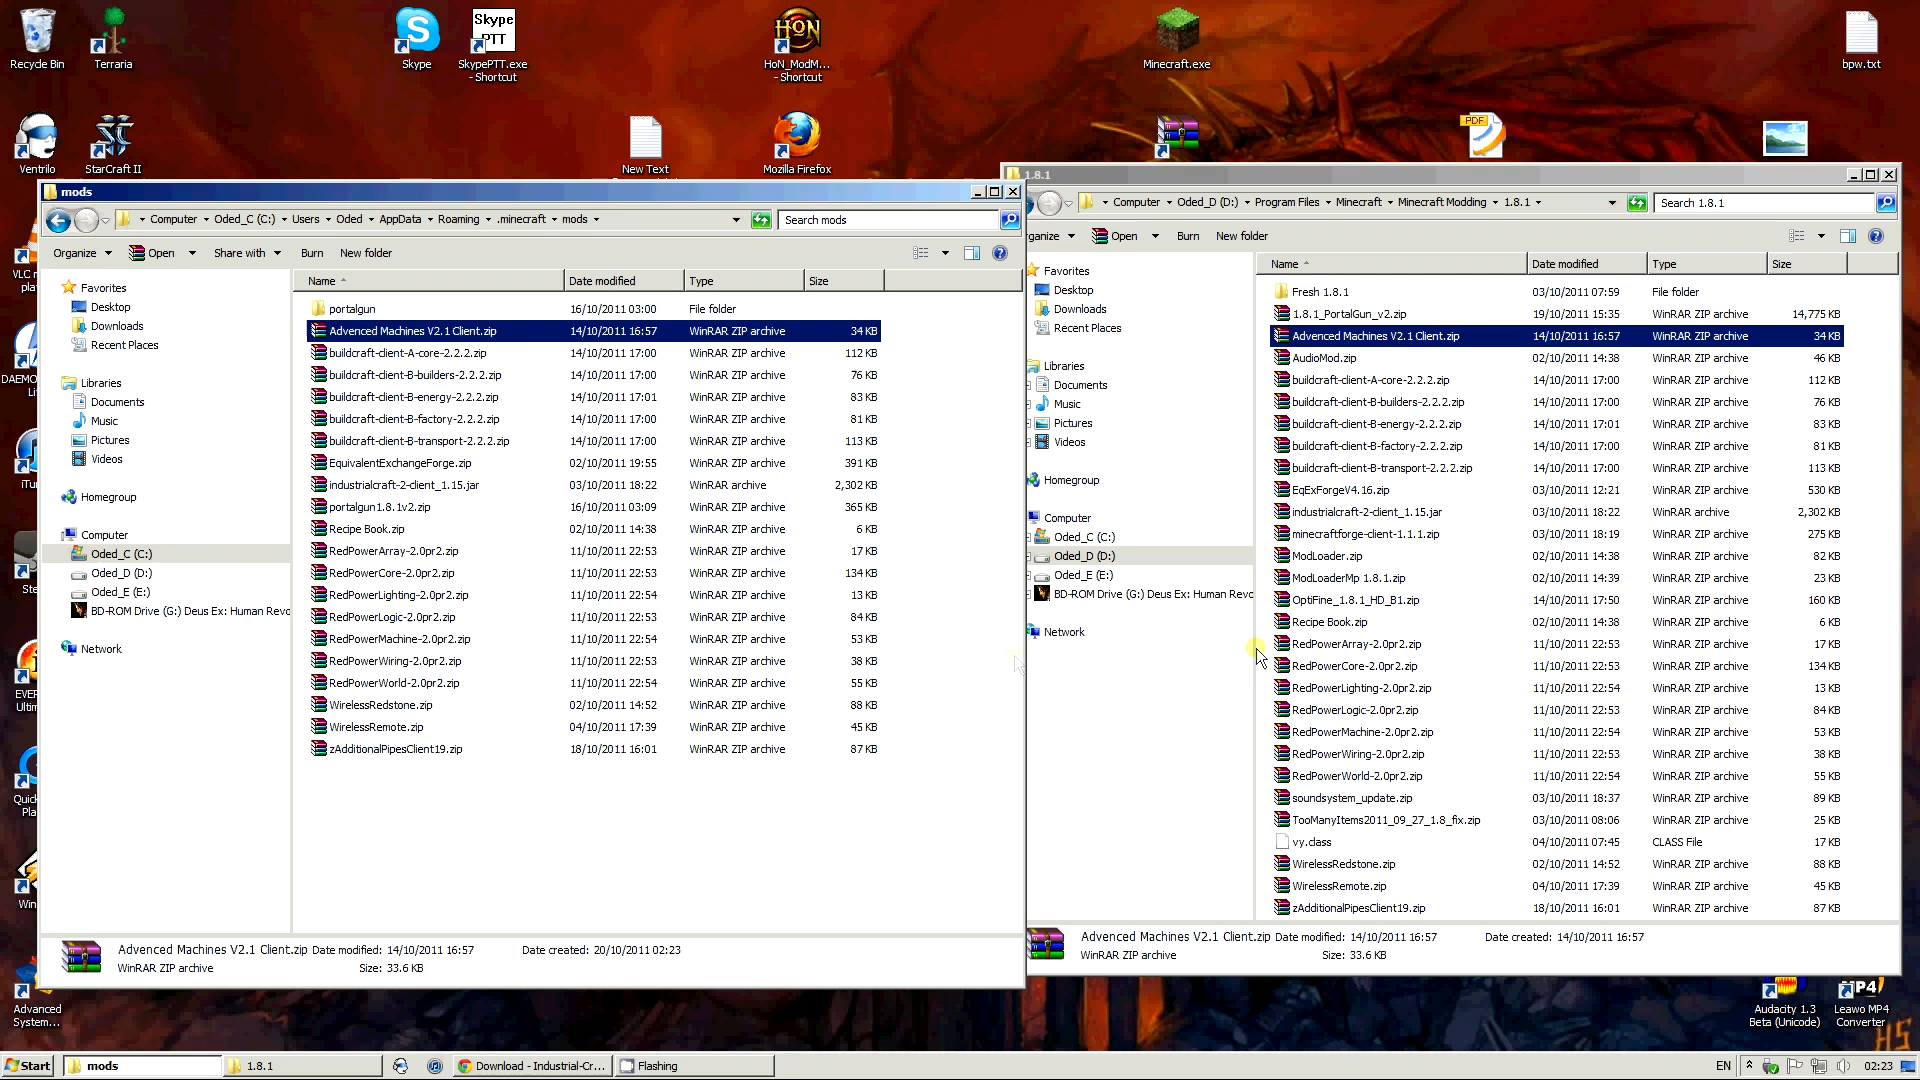 Recycle Bin
Terraria
Skype
Skype PTT
SkypePTT.exe - Shortcut
HoN
HoN_ModM... - Shortcut
Minecraft.exe
bpw.txt
Ventrilo
StarCraft II
New Text
Mozilla Firefox
PDF
mods
Computer Oded_C (C:) Users Oded AppData Roaming .minecraft mods
Search mods
Organize Open Share with Burn New folder
Favorites
Desktop
Downloads
Recent Places
Libraries
Documents
Music
Pictures
Videos
Homegroup
Computer
Oded_C (C:)
Oded_D (D:)
Oded_E (E:)
BD-ROM Drive (G:) Deus Ex: Human Revo
Network
Name Date modified Type Size
portalgun 16/10/2011 03:00 File folder
Advenced Machines V2.1 Client.zip 14/10/2011 16:57 WinRAR ZIP archive 34 KB
buildcraft-client-A-core-2.2.2.zip 14/10/2011 17:00 WinRAR ZIP archive 112 KB
buildcraft-client-B-builders-2.2.2.zip 14/10/2011 17:00 WinRAR ZIP archive 76 KB
buildcraft-client-B-energy-2.2.2.zip 14/10/2011 17:01 WinRAR ZIP archive 83 KB
buildcraft-client-B-factory-2.2.2.zip 14/10/2011 17:00 WinRAR ZIP archive 81 KB
buildcraft-client-B-transport-2.2.2.zip 14/10/2011 17:00 WinRAR ZIP archive 113 KB
EquivalentExchangeForge.zip 02/10/2011 19:55 WinRAR ZIP archive 391 KB
industrialcraft-2-client_1.15.jar 03/10/2011 18:22 WinRAR archive 2,302 KB
portalgun1.8.1v2.zip 16/10/2011 03:09 WinRAR ZIP archive 365 KB
Recipe Book.zip 02/10/2011 14:38 WinRAR ZIP archive 6 KB
RedPowerArray-2.0pr2.zip 11/10/2011 22:53 WinRAR ZIP archive 17 KB
RedPowerCore-2.0pr2.zip 11/10/2011 22:53 WinRAR ZIP archive 134 KB
RedPowerLighting-2.0pr2.zip 11/10/2011 22:54 WinRAR ZIP archive 13 KB
RedPowerLogic-2.0pr2.zip 11/10/2011 22:53 WinRAR ZIP archive 84 KB
RedPowerMachine-2.0pr2.zip 11/10/2011 22:54 WinRAR ZIP archive 53 KB
RedPowerWiring-2.0pr2.zip 11/10/2011 22:53 WinRAR ZIP archive 38 KB
RedPowerWorld-2.0pr2.zip 11/10/2011 22:54 WinRAR ZIP archive 55 KB
WirelessRedstone.zip 02/10/2011 14:52 WinRAR ZIP archive 88 KB
WirelessRemote.zip 04/10/2011 17:39 WinRAR ZIP archive 45 KB
zAdditionalPipesClient19.zip 18/10/2011 16:01 WinRAR ZIP archive 87 KB
Advenced Machines V2.1 Client.zip Date modified: 14/10/2011 16:57 Date created: 20/10/2011 02:23
WinRAR ZIP archive Size: 33.6 KB
1.8.1
Computer Oded_D (D:) Program Files Minecraft Minecraft Modding 1.8.1
Search 1.8.1
rganize Open Burn New folder
Favorites
Desktop
Downloads
Recent Places
Libraries
Documents
Music
Pictures
Videos
Homegroup
Computer
Oded_C (C:)
Oded_D (D:)
Oded_E (E:)
BD-ROM Drive (G:) Deus Ex: Human Revo
Network
Name Date modified Type Size
Fresh 1.8.1 03/10/2011 07:59 File folder
1.8.1_PortalGun_v2.zip 19/10/2011 15:35 WinRAR ZIP archive 14,775 KB
Advenced Machines V2.1 Client.zip 14/10/2011 16:57 WinRAR ZIP archive 34 KB
AudioMod.zip 02/10/2011 14:38 WinRAR ZIP archive 46 KB
buildcraft-client-A-core-2.2.2.zip 14/10/2011 17:00 WinRAR ZIP archive 112 KB
buildcraft-client-B-builders-2.2.2.zip 14/10/2011 17:00 WinRAR ZIP archive 76 KB
buildcraft-client-B-energy-2.2.2.zip 14/10/2011 17:01 WinRAR ZIP archive 83 KB
buildcraft-client-B-factory-2.2.2.zip 14/10/2011 17:00 WinRAR ZIP archive 81 KB
buildcraft-client-B-transport-2.2.2.zip 14/10/2011 17:00 WinRAR ZIP archive 113 KB
EqExForgeV4.16.zip 03/10/2011 12:21 WinRAR ZIP archive 530 KB
industrialcraft-2-client_1.15.jar 03/10/2011 18:22 WinRAR archive 2,302 KB
minecraftforge-client-1.1.1.zip 03/10/2011 18:19 WinRAR ZIP archive 275 KB
ModLoader.zip 02/10/2011 14:38 WinRAR ZIP archive 82 KB
ModLoaderMp 1.8.1.zip 02/10/2011 14:39 WinRAR ZIP archive 23 KB
OptiFine_1.8.1_HD_B1.zip 14/10/2011 17:50 WinRAR ZIP archive 160 KB
Recipe Book.zip 02/10/2011 14:38 WinRAR ZIP archive 6 KB
RedPowerArray-2.0pr2.zip 11/10/2011 22:53 WinRAR ZIP archive 17 KB
RedPowerCore-2.0pr2.zip 11/10/2011 22:53 WinRAR ZIP archive 134 KB
RedPowerLighting-2.0pr2.zip 11/10/2011 22:54 WinRAR ZIP archive 13 KB
RedPowerLogic-2.0pr2.zip 11/10/2011 22:53 WinRAR ZIP archive 84 KB
RedPowerMachine-2.0pr2.zip 11/10/2011 22:54 WinRAR ZIP archive 53 KB
RedPowerWiring-2.0pr2.zip 11/10/2011 22:53 WinRAR ZIP archive 38 KB
RedPowerWorld-2.0pr2.zip 11/10/2011 22:54 WinRAR ZIP archive 55 KB
soundsystem_update.zip 03/10/2011 18:37 WinRAR ZIP archive 89 KB
TooManyItems2011_09_27_1.8_fix.zip 03/10/2011 08:06 WinRAR ZIP archive 25 KB
vy.class 04/10/2011 07:45 CLASS File 17 KB
WirelessRedstone.zip 02/10/2011 14:52 WinRAR ZIP archive 88 KB
WirelessRemote.zip 04/10/2011 17:39 WinRAR ZIP archive 45 KB
zAdditionalPipesClient19.zip 18/10/2011 16:01 WinRAR ZIP archive 87 KB
Advenced Machines V2.1 Client.zip Date modified: 14/10/2011 16:57 Date created: 14/10/2011 16:57
WinRAR ZIP archive Size: 33.6 KB
VLC m
pla
DAEMO
Li
iTu
Ste
EVER
Ultim
Quick
Pla
Win
Advanced System...
Audacity 1.3 Beta (Unicode)
MP4
Leawo MP4 Converter
Start mods 1.8.1 Download - Industrial-Cr... Flashing EN 02:23